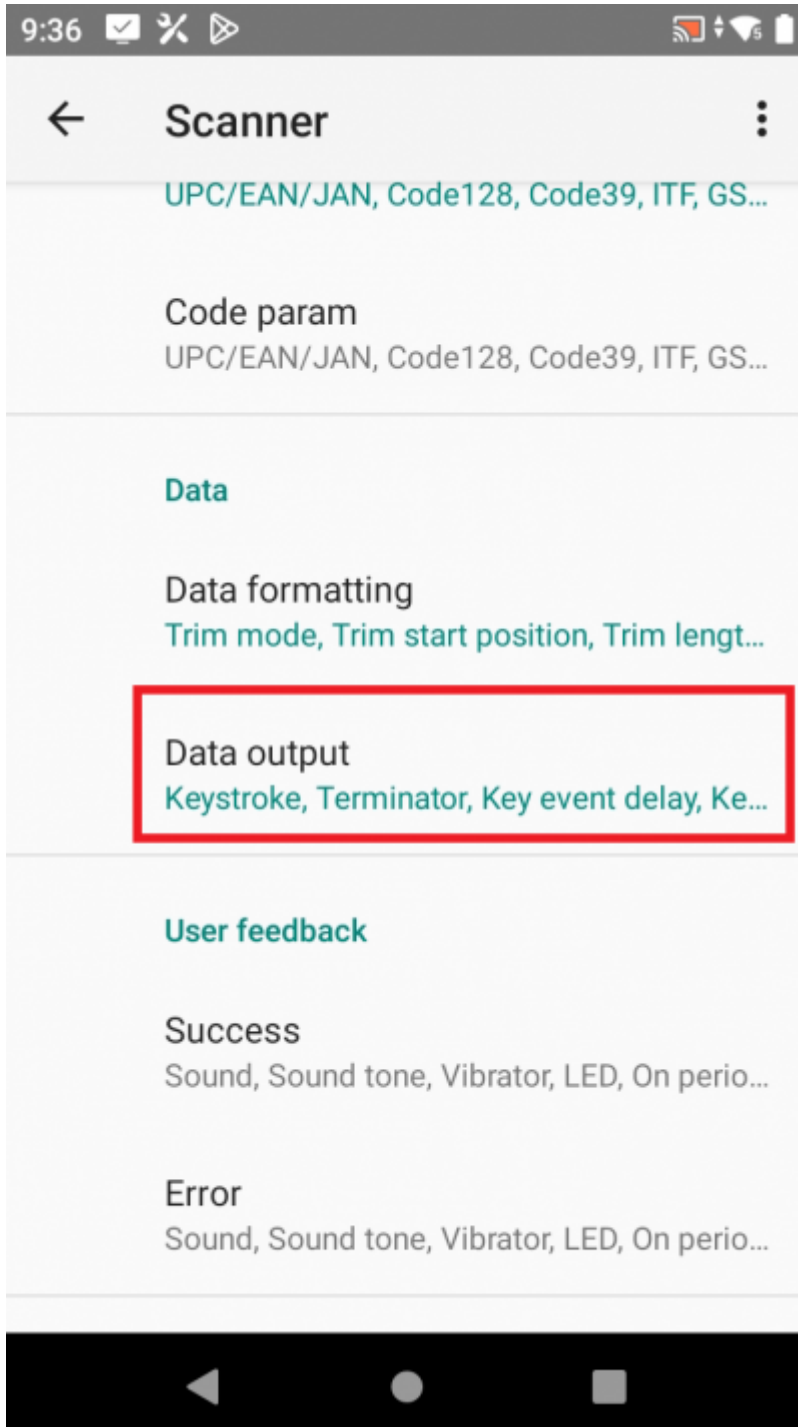 9:36
5
Scanner
UPC/EAN/JAN, Code128, Code39, ITF, GS...
Code param
UPC/EAN/JAN, Code128, Code39, ITF, GS...
Data
Data formatting
Trim mode, Trim start position, Trim lengt...
Data output
Keystroke, Terminator, Key event delay, Ke...
User feedback
Success
Sound, Sound tone, Vibrator, LED, On perio...
Error
Sound, Sound tone, Vibrator, LED, On perio...